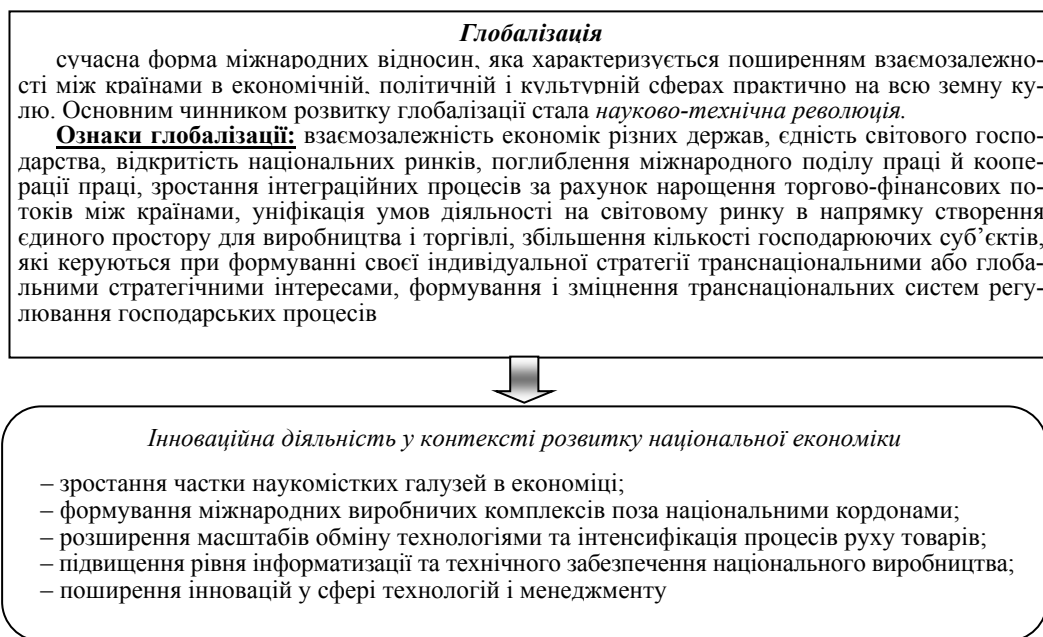 Глобалізація
сучасна форма міжнародних відносин, яка характеризується поширенням взаємозалежно-
сті між країнами в економічній, політичній і культурній сферах практично на всю земну ку-
лю. Основним чинником розвитку глобалізації стала науково-технічна революція.
Ознаки глобалізації: взаємозалежність економік різних держав, єдність світового госпо-
дарства, відкритість національних ринків, поглиблення міжнародного поділу праці й коопе-
рації праці, зростання інтеграційних процесів за рахунок нарощення торгово-фінансових по-
токів між країнами, уніфікація умов діяльності на світовому ринку в напрямку створення
єдиного простору для виробництва і торгівлі, збільшення кількості господарюючих суб’єктів,
які керуються при формуванні своєї індивідуальної стратегії транснаціональними або глоба-
льними стратегічними інтересами, формування і зміцнення транснаціональних систем регу-
лювання господарських процесів
Інноваційна діяльність у контексті розвитку національної економіки
– зростання частки наукомістких галузей в економіці;
– формування міжнародних виробничих комплексів поза національними кордонами;
– розширення масштабів обміну технологіями та інтенсифікація процесів руху товарів;
– підвищення рівня інформатизації та технічного забезпечення національного виробництва;
– поширення інновацій у сфері технологій і менеджменту